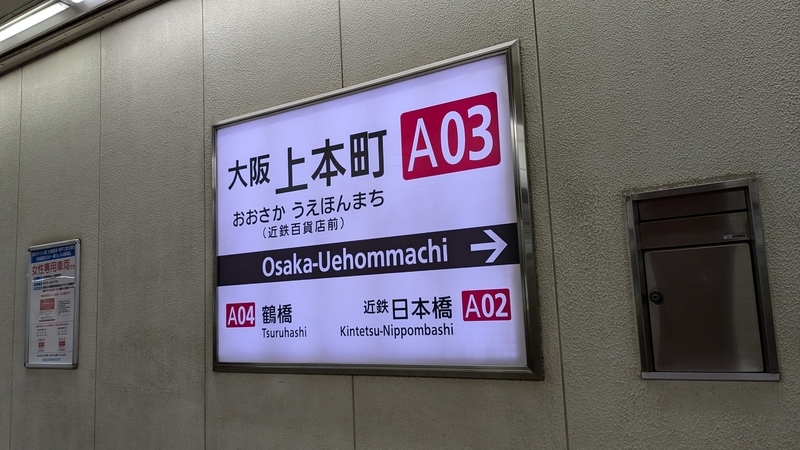 大阪 上本町 A03
おおさか うえほんまち
（近鉄百貨店前）
Osaka-Uehommachi →
A04 鶴橋
Tsuruhashi
近鉄日本橋 A02
Kintetsu-Nippombashi
女性専用車両